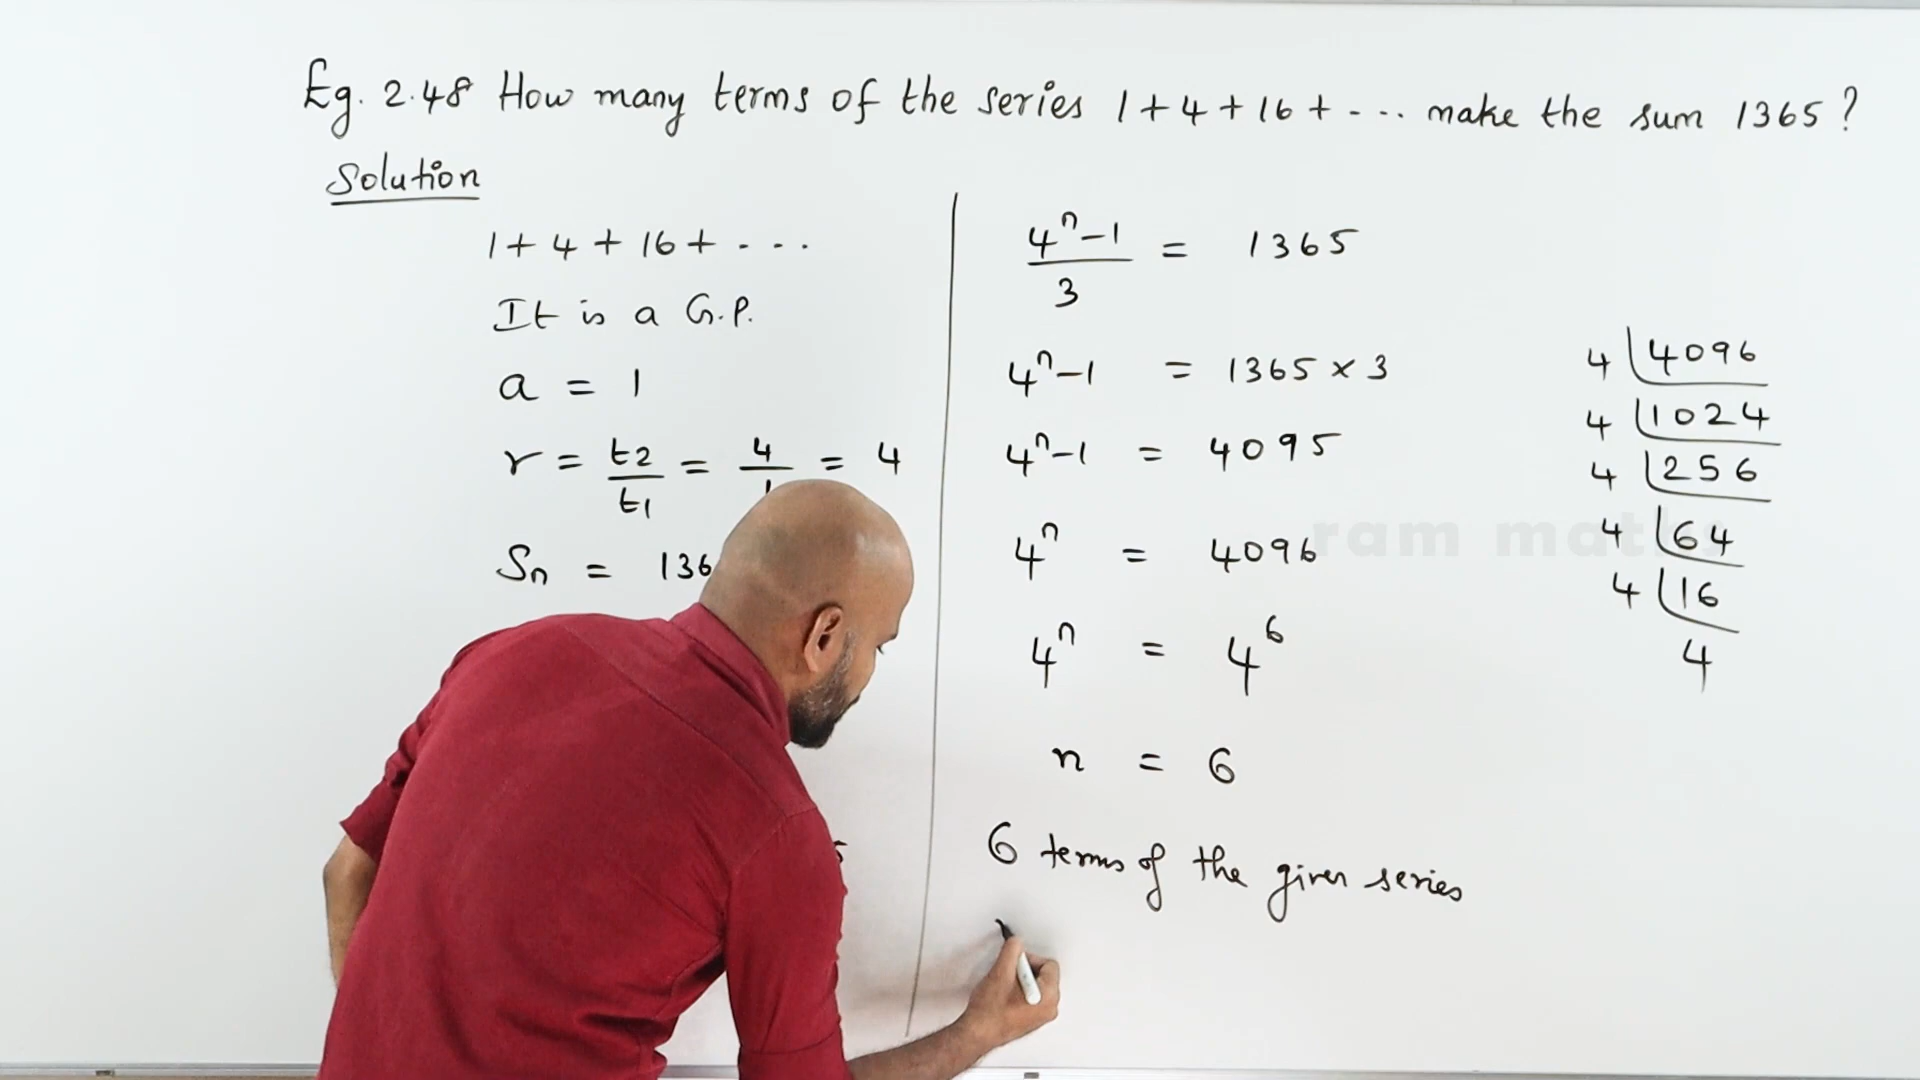 Eg. 2.48 How many terms of the series 1 + 4 + 16 + - - . . make the sum 1365 ?
Solution
1 + 4 + 16 + - - .
It is a G.P.
a = 1
r = t2/t1 = 4/1 = 4
Sn = 136
(4^n - 1)/3 = 1365
4^n - 1 = 1365 × 3
4^n - 1 = 4095
4^n = 4096
4^n = 4^6
n = 6
6 terms of the given series
4 | 4096
4 | 1024
4 | 256
4 | 64
4 | 16
4
ram maths